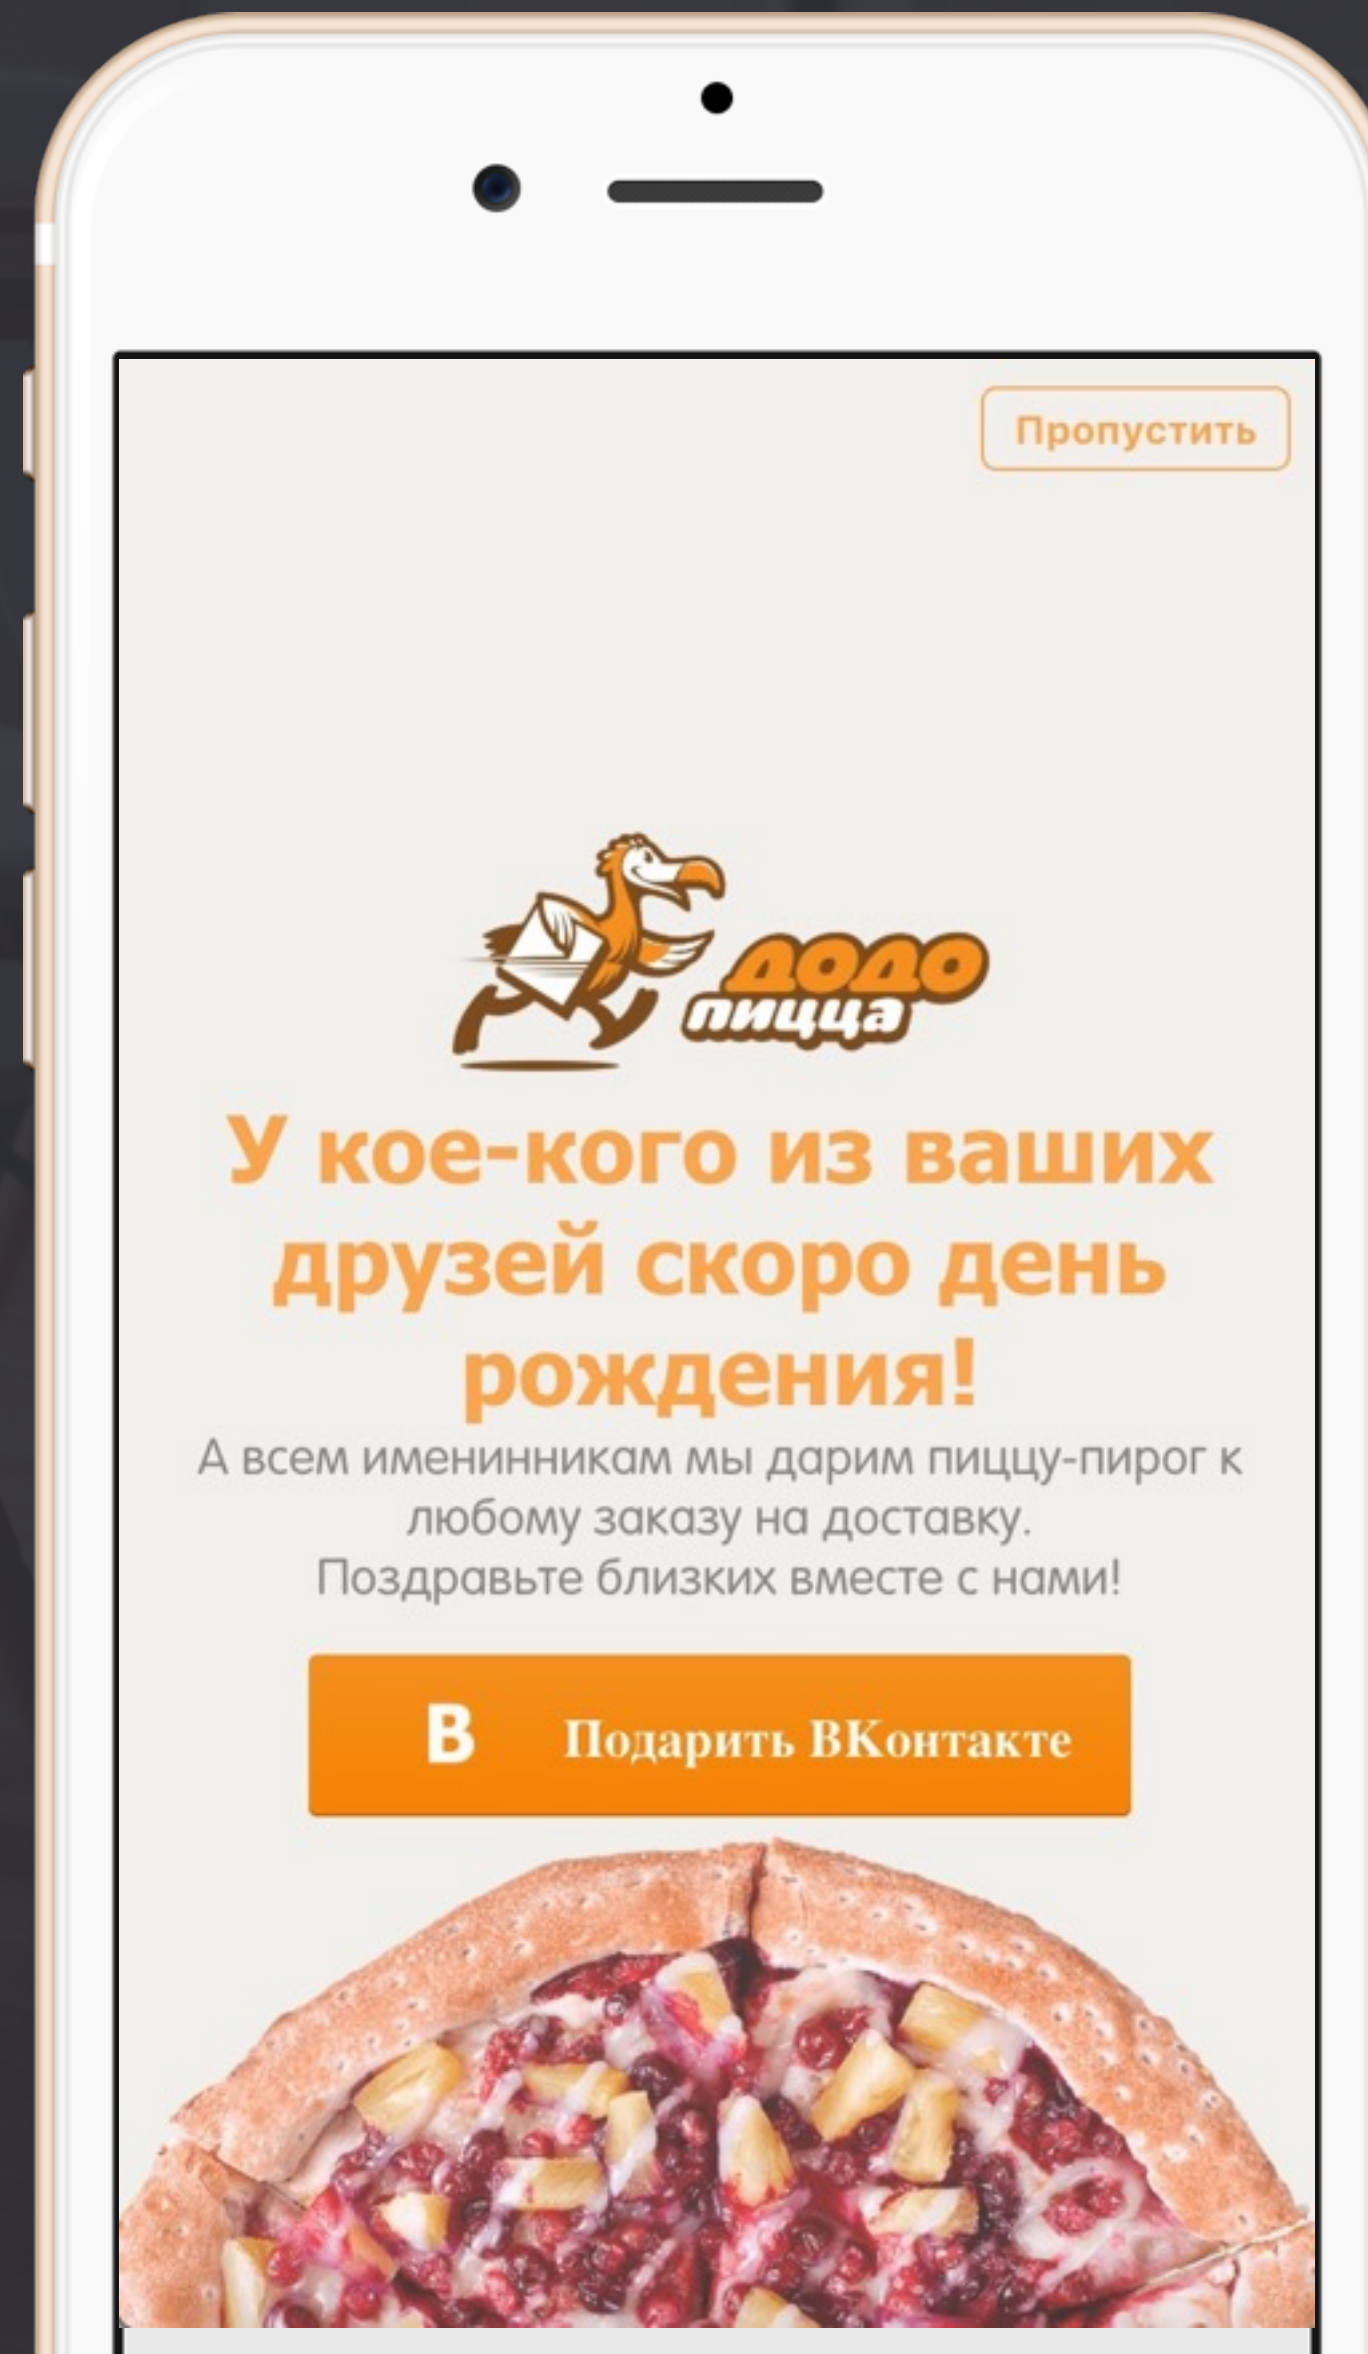 Пропустить
додо
пицца
У кое-кого из ваших
друзей скоро день
рождения!
А всем именинникам мы дарим пиццу-пирог к
любому заказу на доставку.
Поздравьте близких вместе с нами!
В Подарить ВКонтакте